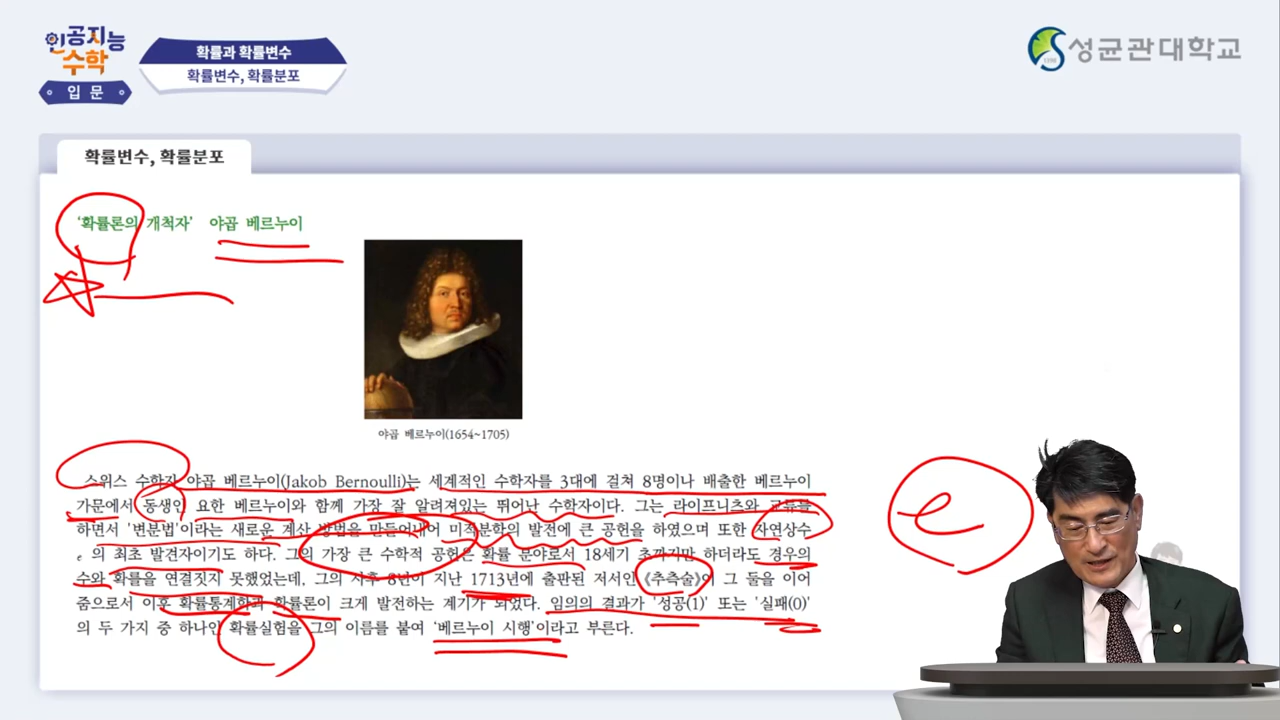 인공지능
수학
입문
확률과 확률변수
확률변수, 확률분포
성균관대학교
확률변수, 확률분포
'확률론의 개척자' 야곱 베르누이
야곱 베르누이(1654~1705)
스위스 수학자 야곱 베르누이(Jakob Bernoulli)는 세계적인 수학자를 3대에 걸쳐 8명이나 배출한 베르누이
가문에서 동생인 요한 베르누이와 함께 가장 잘 알려져있는 뛰어난 수학자이다. 그는 라이프니츠와 교류를
하면서 '변분법'이라는 새로운 계산 방법을 만들어내어 미적분학의 발전에 큰 공헌을 하였으며 또한 자연상수
e 의 최초 발견자이기도 하다. 그의 가장 큰 수학적 공헌은 확률 분야로서 18세기 초까지만 하더라도 경우의
수와 확률을 연결짓지 못했었는데, 그의 사후 8년이 지난 1713년에 출판된 저서인 《추측술》이 그 둘을 이어
줌으로서 이후 확률통계학과 확률론이 크게 발전하는 계기가 되었다. 임의의 결과가 '성공(1)' 또는 '실패(0)'
의 두 가지 중 하나인 확률실험을 그의 이름을 붙여 '베르누이 시행'이라고 부른다.
e